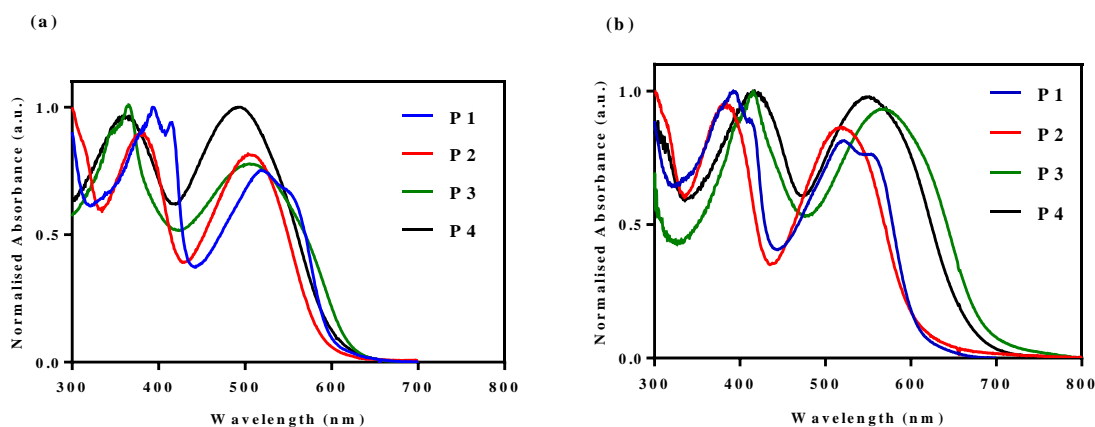 (a)
Normalised Absorbance (a.u.)
1.0
0.5
0.0
300 400 500 600 700 800
Wavelength (nm)
P 1
P 2
P 3
P 4
(b)
Normalised Absorbance (a.u.)
1.0
0.5
0.0
300 400 500 600 700 800
Wavelength (nm)
P 1
P 2
P 3
P 4